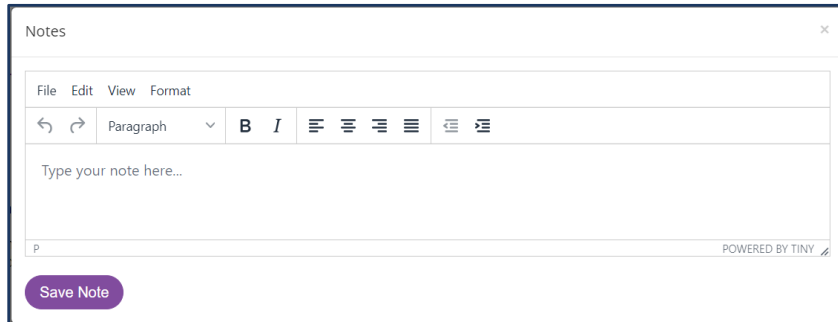 Notes ×
File Edit View Format
Paragraph B I
Type your note here...
P POWERED BY TINY
Save Note